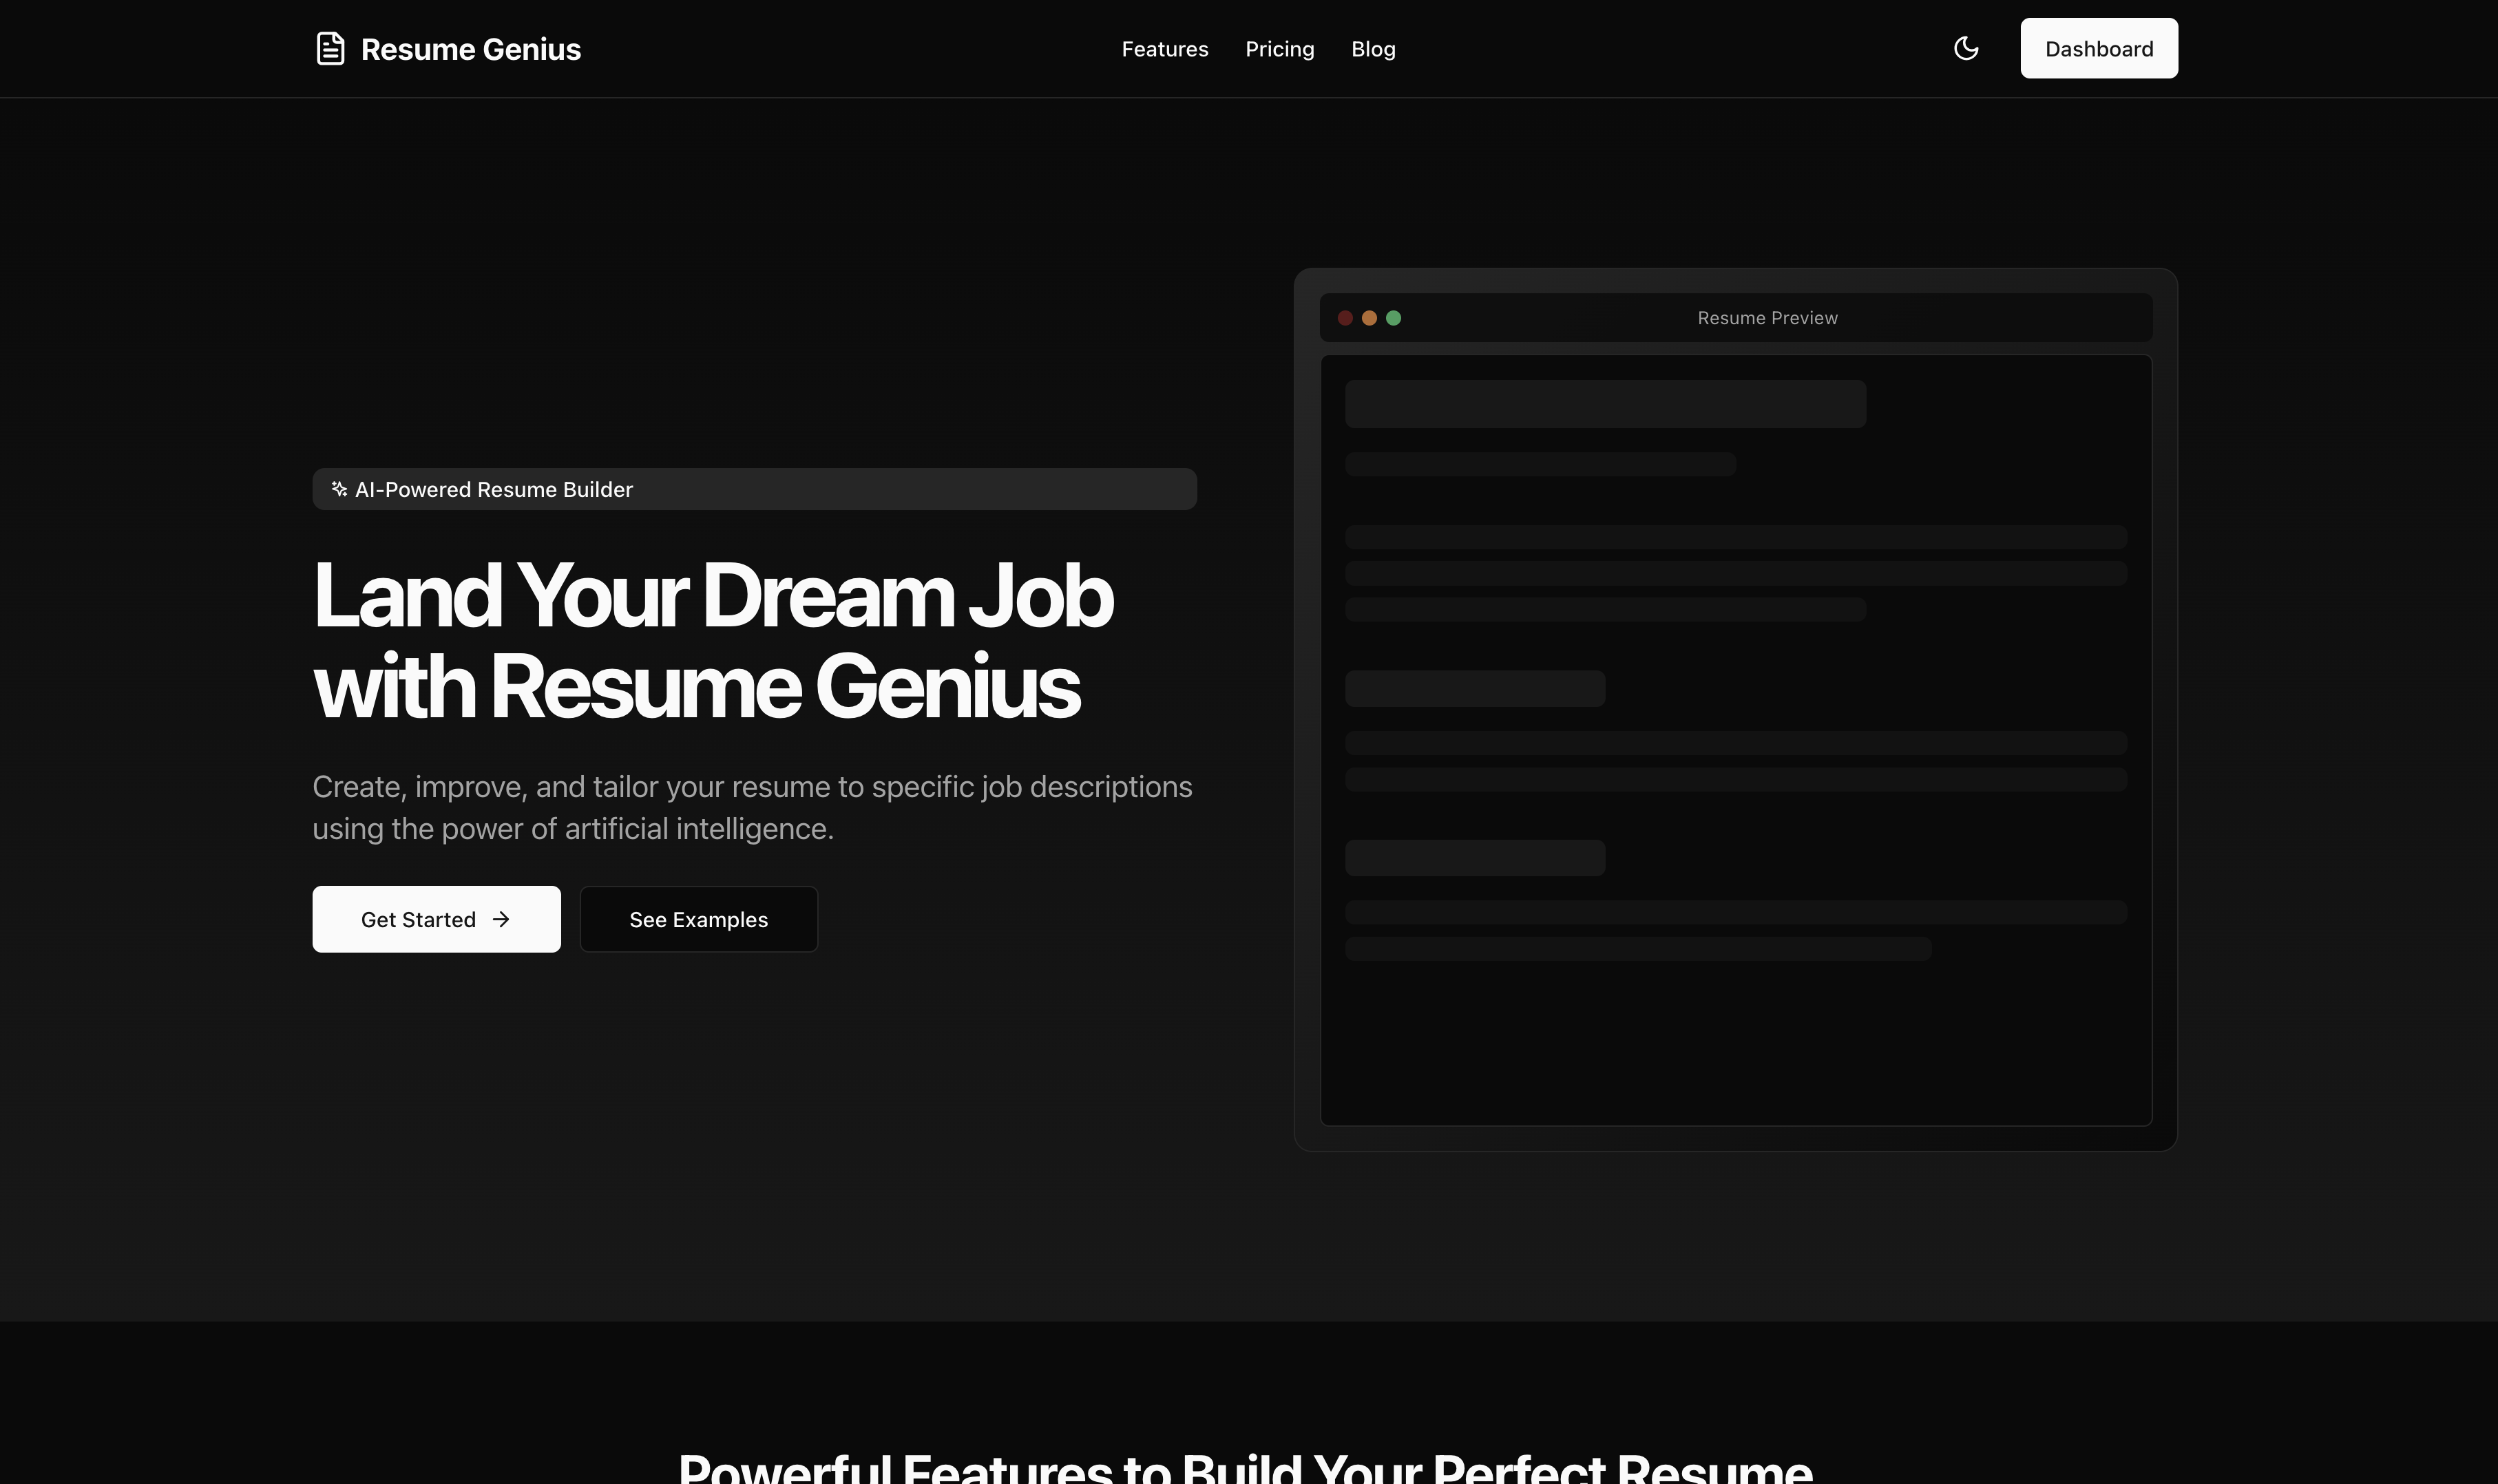 Resume Genius
Features
Pricing
Blog
Dashboard
AI-Powered Resume Builder
Land Your Dream Job
with Resume Genius
Create, improve, and tailor your resume to specific job descriptions
using the power of artificial intelligence.
Get Started
See Examples
Resume Preview
Powerful Features to Build Your Perfect Resume